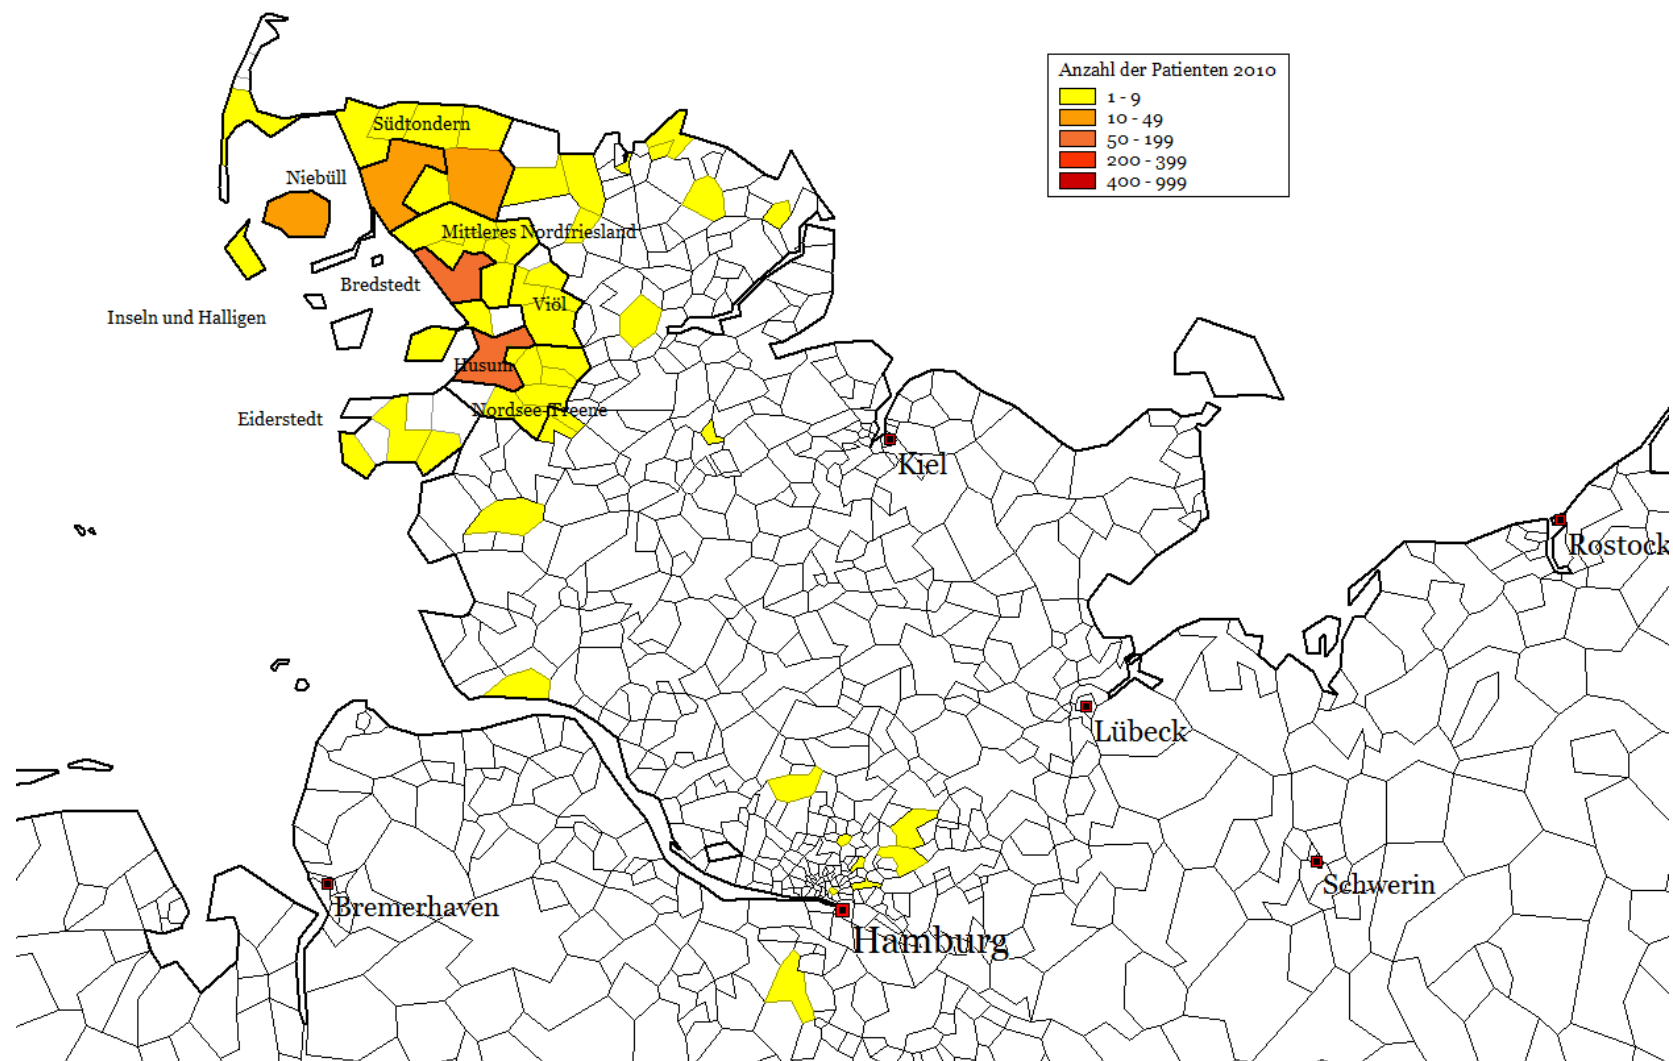 Anzahl der Patienten 2010
1 - 9
10 - 49
50 - 199
200 - 399
400 - 999
Südtondern
Niebüll
Mittleres Nordfriesland
Bredstedt
Viöl
Inseln und Halligen
Husum
Nordsee-Treene
Eiderstedt
Kiel
Rostock
Lübeck
Schwerin
Bremerhaven
Hamburg